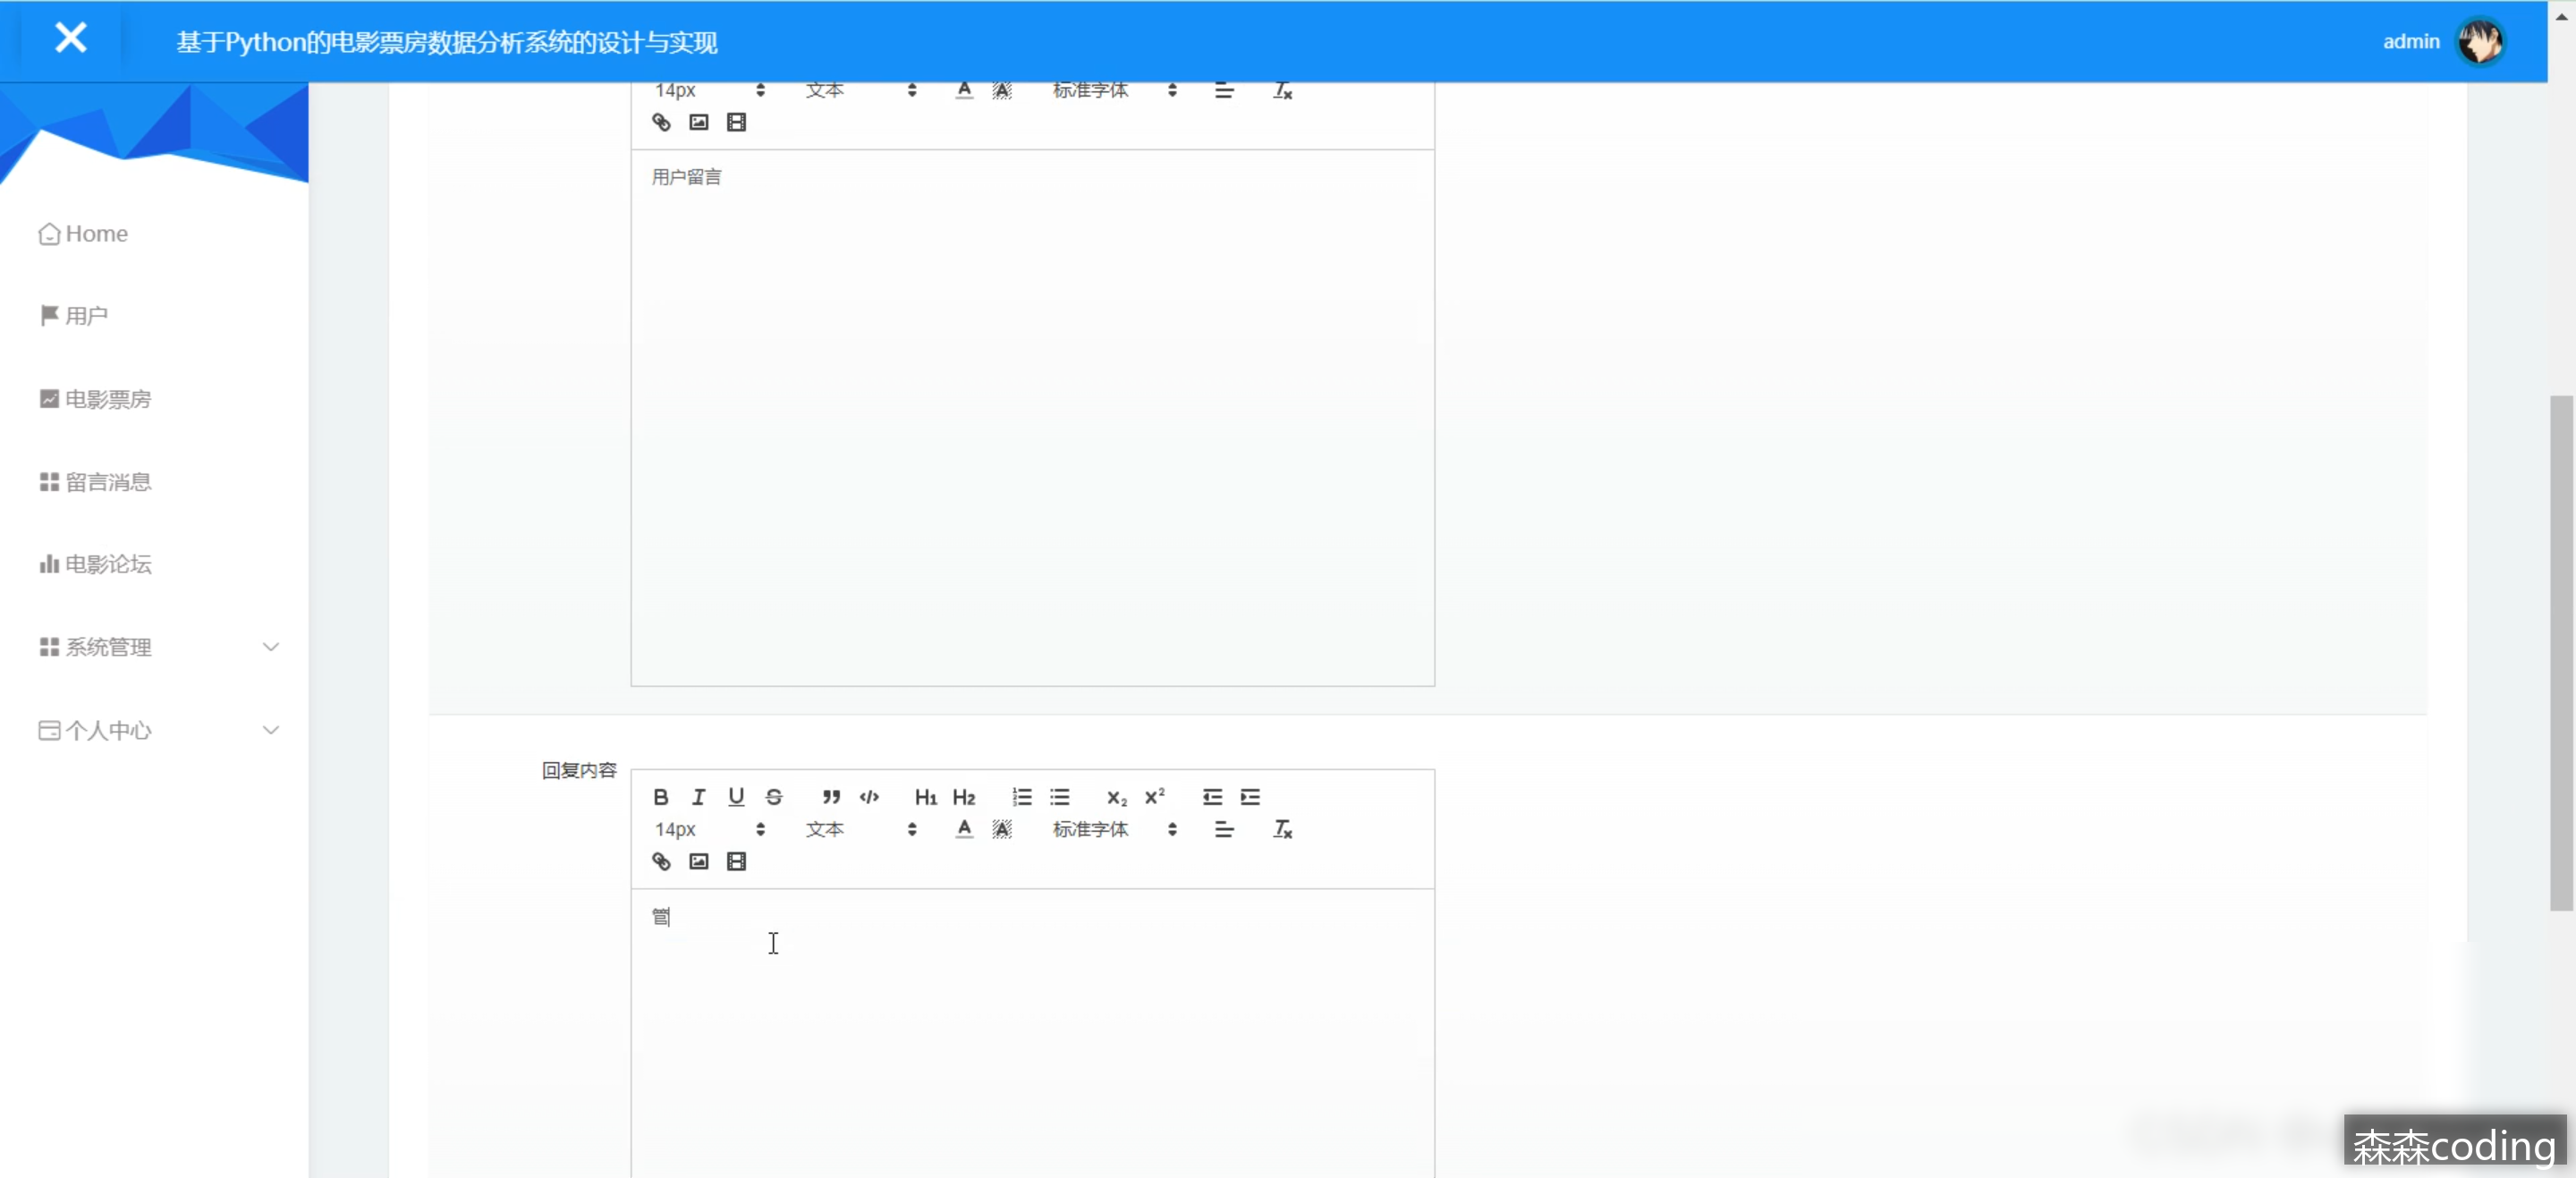 基于Python的电影票房数据分析系统的设计与实现
admin
14px 文本 标准字体
用户留言
Home
用户
电影票房
留言消息
电影论坛
系统管理
个人中心
回复内容
B I U S H1 H2 x2 x2
14px 文本 标准字体
管
森森coding